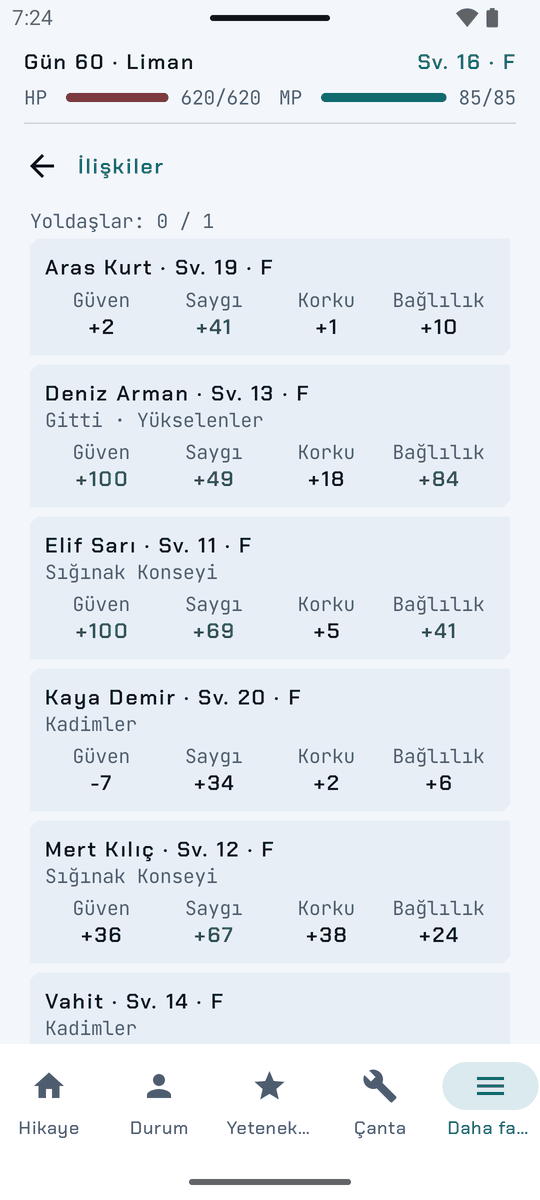 7:24
Gün 60 · Liman Sv. 16 · F
HP 620/620 MP 85/85
İlişkiler
Yoldaşlar: 0 / 1
Aras Kurt · Sv. 19 · F
Güven Saygı Korku Bağlılık
+2 +41 +1 +10
Deniz Arman · Sv. 13 · F
Gitti · Yükselenler
Güven Saygı Korku Bağlılık
+100 +49 +18 +84
Elif Sarı · Sv. 11 · F
Sığınak Konseyi
Güven Saygı Korku Bağlılık
+100 +69 +5 +41
Kaya Demir · Sv. 20 · F
Kadimler
Güven Saygı Korku Bağlılık
-7 +34 +2 +6
Mert Kılıç · Sv. 12 · F
Sığınak Konseyi
Güven Saygı Korku Bağlılık
+36 +67 +38 +24
Vahit · Sv. 14 · F
Kadimler
Hikaye Durum Yetenek... Çanta Daha fa...